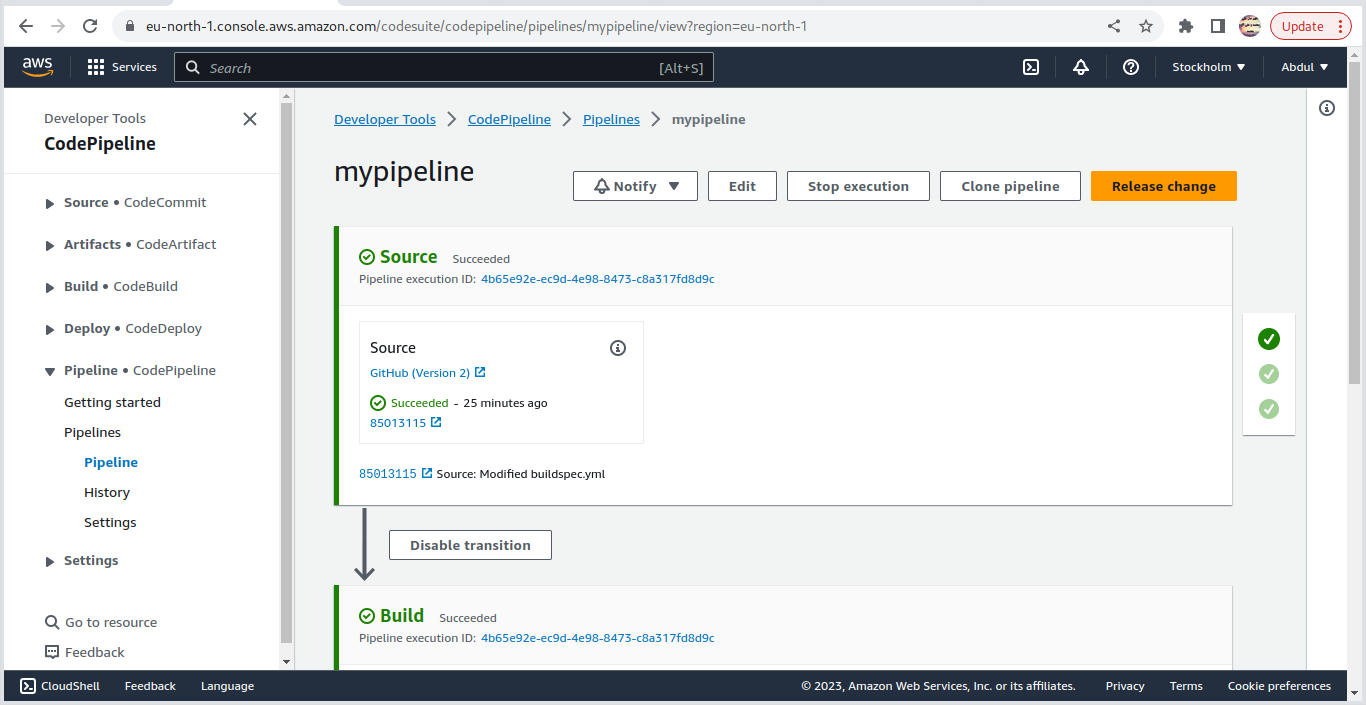 eu-north-1.console.aws.amazon.com/codesuite/codepipeline/pipelines/mypipeline/view?region=eu-north-1
Update
aws
Services
Search
[Alt+S]
Stockholm
Abdul
Developer Tools
CodePipeline
Source • CodeCommit
Artifacts • CodeArtifact
Build • CodeBuild
Deploy • CodeDeploy
Pipeline • CodePipeline
Getting started
Pipelines
Pipeline
History
Settings
Settings
Go to resource
Feedback
Developer Tools
CodePipeline
Pipelines
mypipeline
mypipeline
Notify
Edit
Stop execution
Clone pipeline
Release change
Source Succeeded
Pipeline execution ID: 4b65e92e-ec9d-4e98-8473-c8a317fd8d9c
Source
GitHub (Version 2)
Succeeded - 25 minutes ago
85013115
85013115 Source: Modified buildspec.yml
Disable transition
Build Succeeded
Pipeline execution ID: 4b65e92e-ec9d-4e98-8473-c8a317fd8d9c
CloudShell
Feedback
Language
© 2023, Amazon Web Services, Inc. or its affiliates.
Privacy
Terms
Cookie preferences